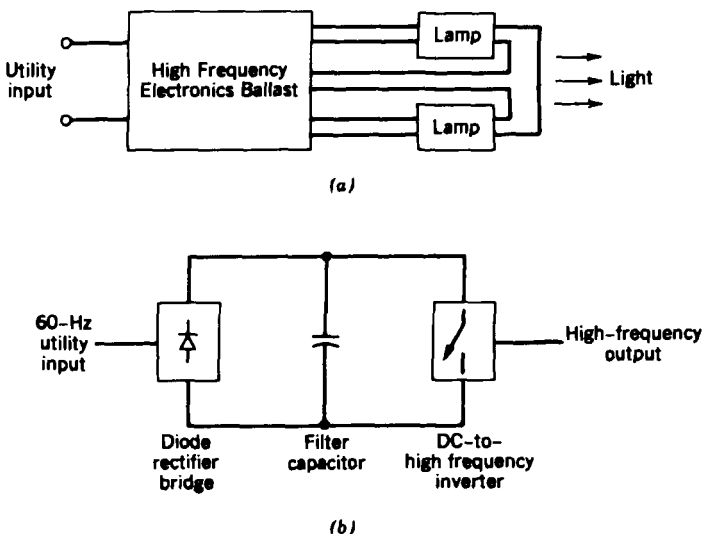 Utility
input
High Frequency
Electronics Ballast
Lamp
Lamp
Light
(a)
60-Hz
utility
input
High-frequency
output
Diode
rectifier
bridge
Filter
capacitor
DC-to-
high frequency
inverter
(b)